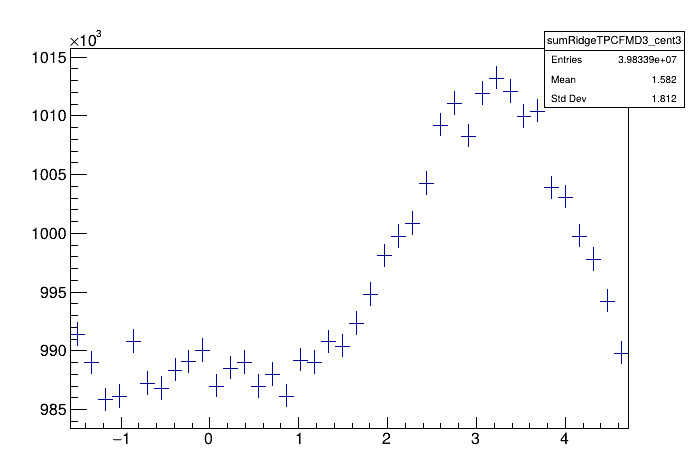 ×10³
sumRidgeTPCFMD3_cent3
Entries 3.98339e+07
Mean 1.582
Std Dev 1.812
1015
1010
1005
1000
995
990
985
−1 0 1 2 3 4